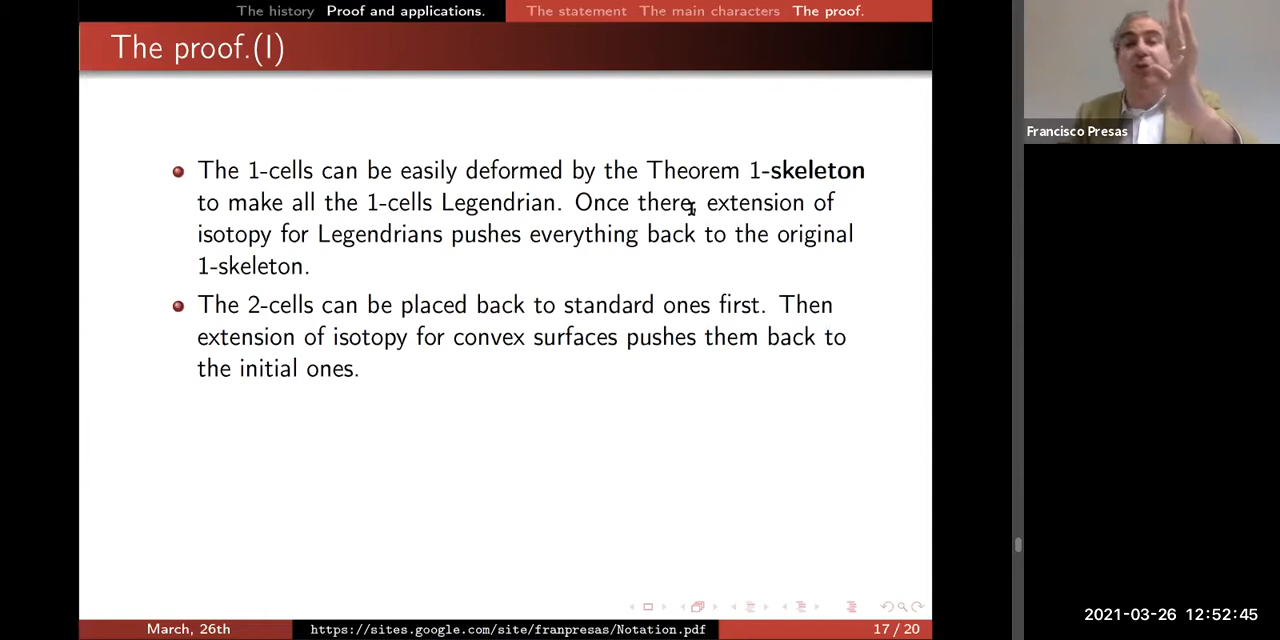 The history Proof and applications. The statement The main characters The proof.
The proof.(I)
Francisco Presas
The 1-cells can be easily deformed by the Theorem 1-skeleton
to make all the 1-cells Legendrian. Once there, extension of
isotopy for Legendrians pushes everything back to the original
1-skeleton.
The 2-cells can be placed back to standard ones first. Then
extension of isotopy for convex surfaces pushes them back to
the initial ones.
2021-03-26 12:52:45
March, 26th https://sites.google.com/site/franpresas/Notation.pdf 17 / 20